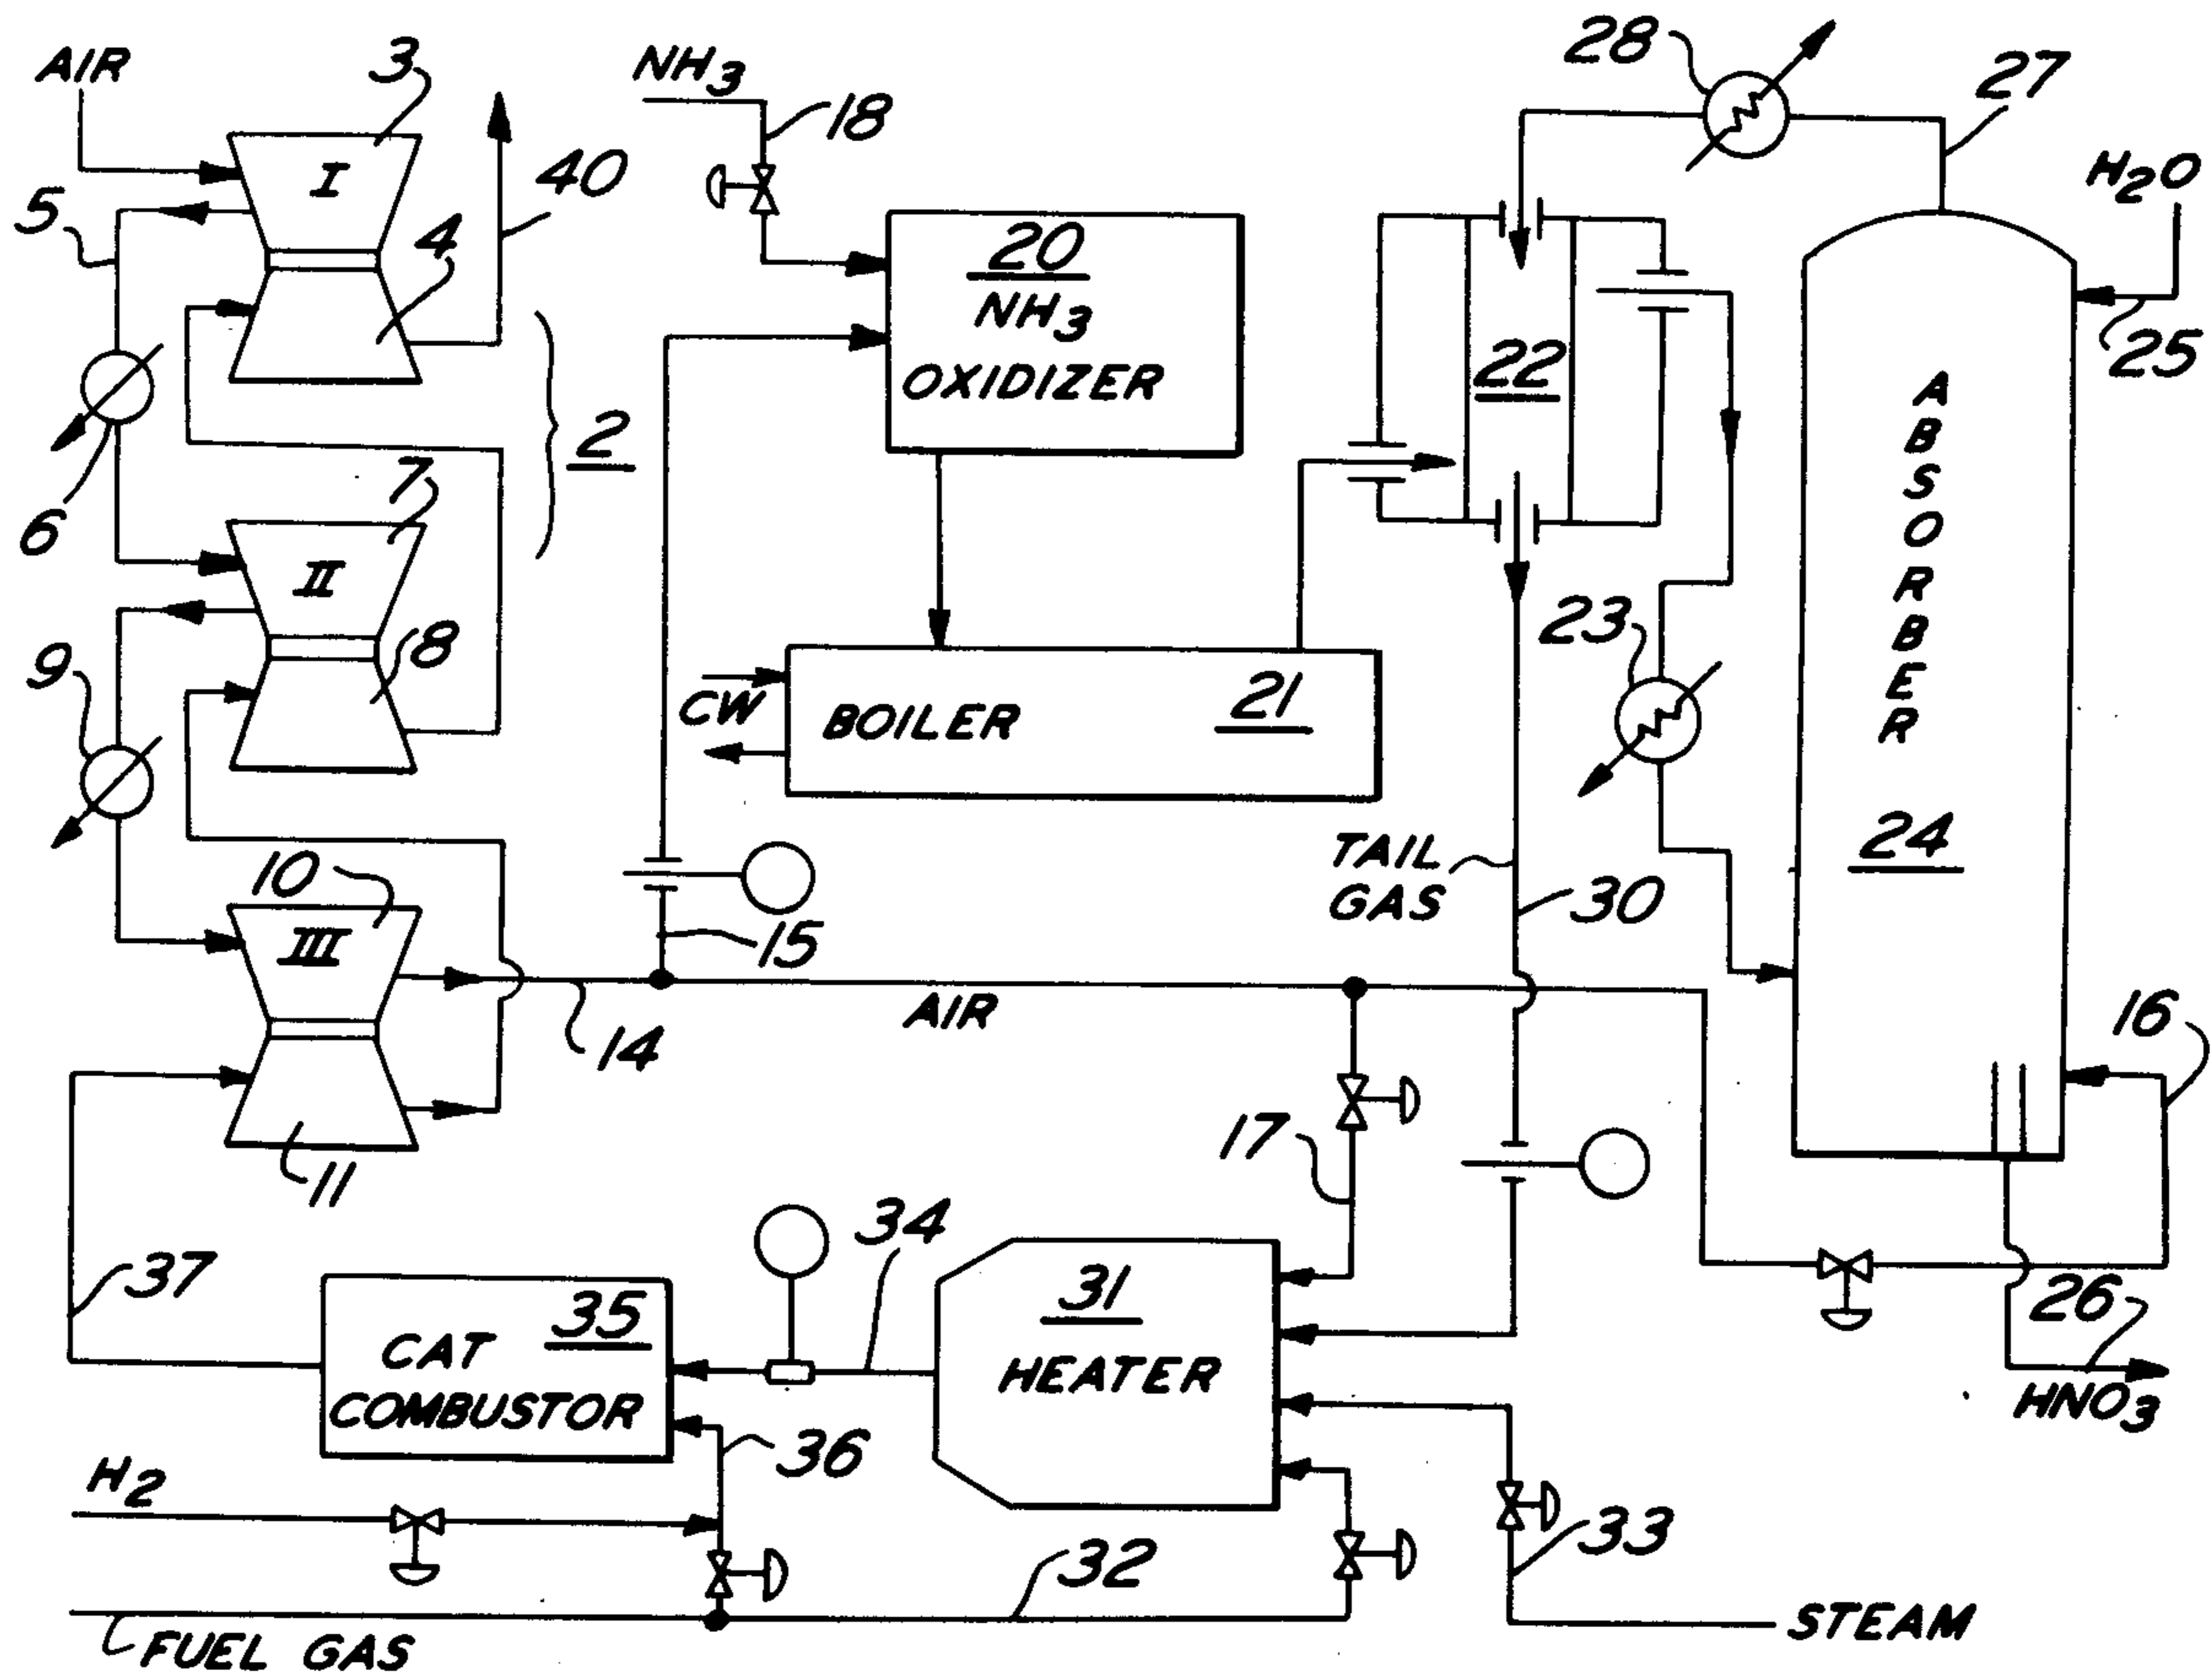 AIR
3
NH3
18
28
27
H2O
I
5
40
4
20
NH3
OXIDIZER
22
25
6
2
7
II
9
8
CW
BOILER
21
23
ABSORBER
24
10
III
15
TAIL
GAS
30
14
AIR
16
11
17
37
34
31
HEATER
35
CAT
COMBUSTOR
26
HNO3
36
H2
33
32
FUEL GAS
STEAM